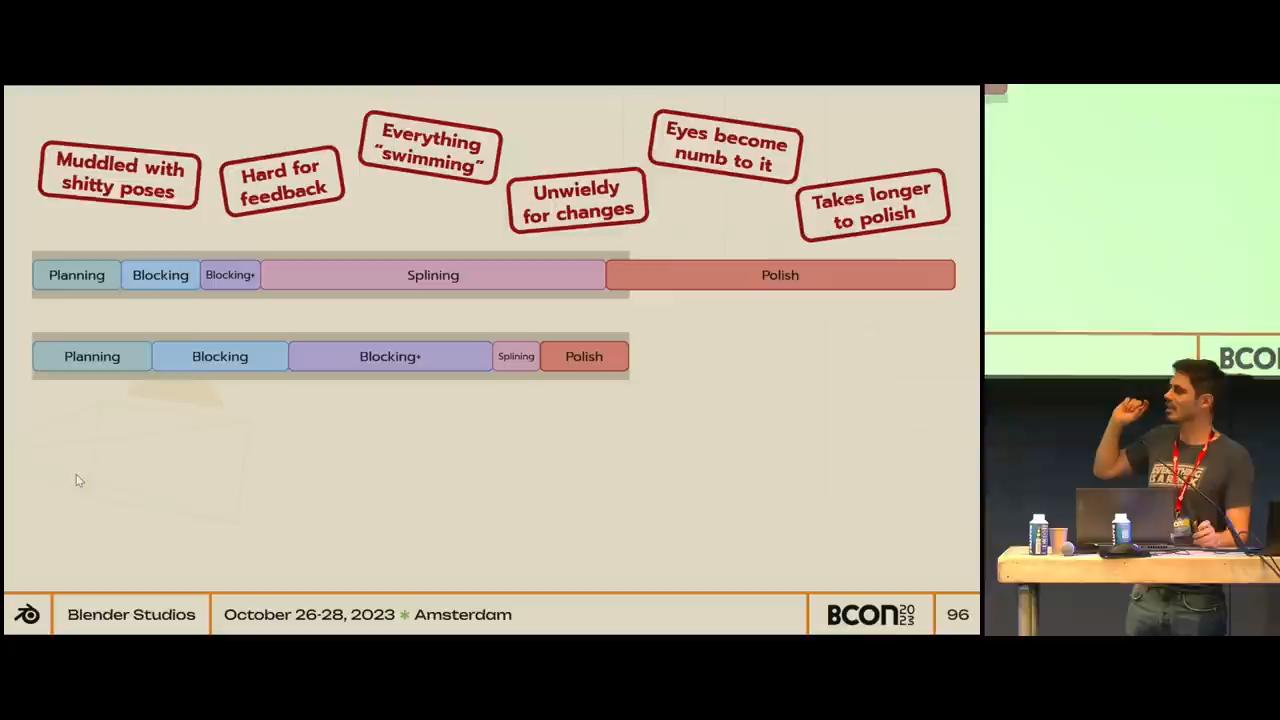 Muddled with
shitty poses
Hard for
feedback
Everything
“swimming”
Unwieldy
for changes
Eyes become
numb to it
Takes longer
to polish
Planning
Blocking
Blocking+
Splining
Polish
Planning
Blocking
Blocking+
Splining
Polish
Blender Studios
October 26-28, 2023 * Amsterdam
BCON 20
23
96
BCO